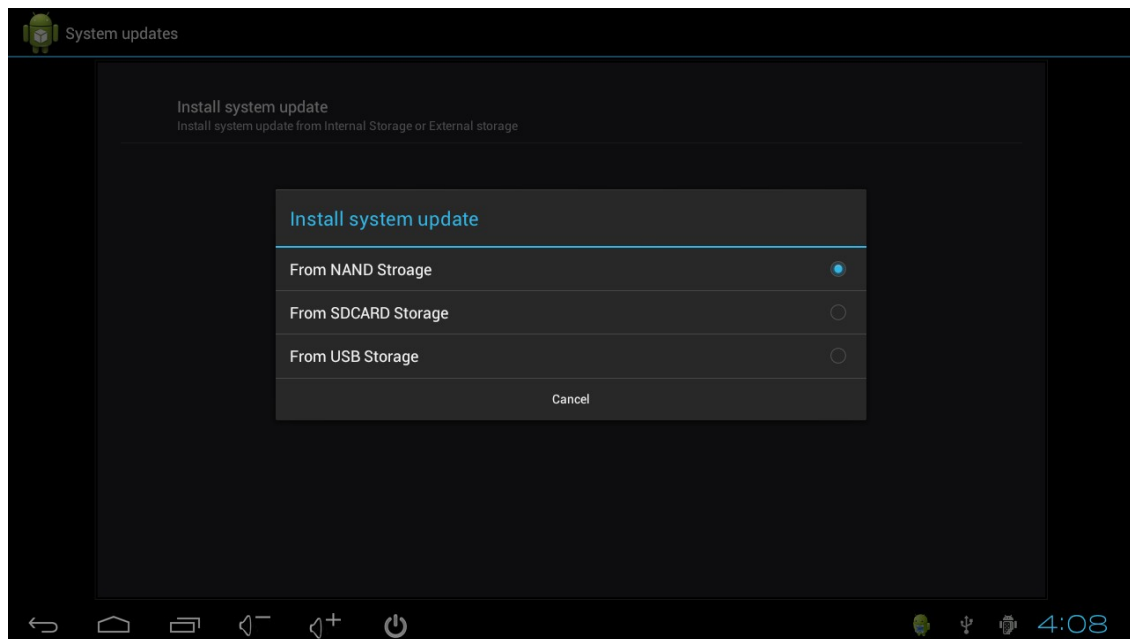 System updates
Install system update
Install system update from Internal Storage or External storage
Install system update
From NAND Stroage
From SDCARD Storage
From USB Storage
Cancel
4:08